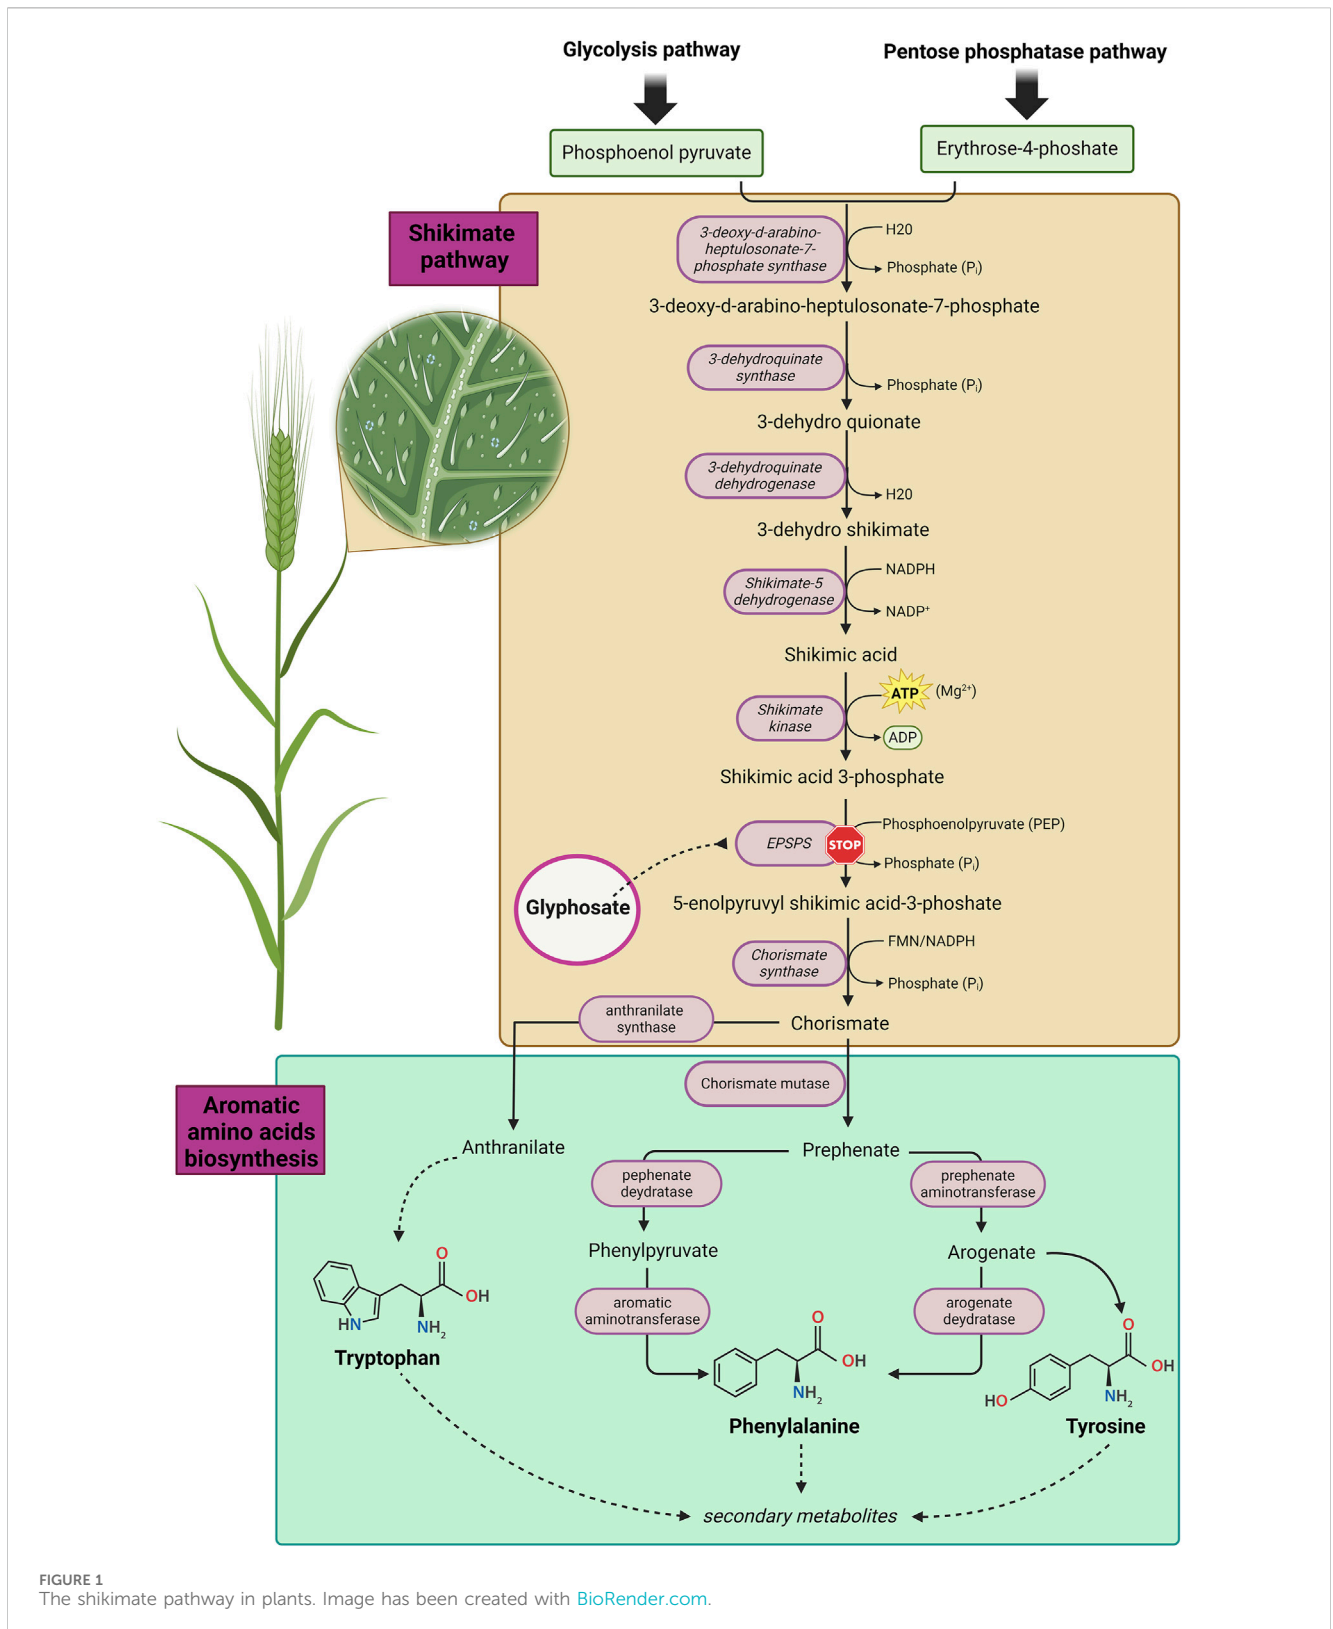 Glycolysis pathway
Pentose phosphatase pathway
Phosphoenol pyruvate
Erythrose-4-phoshate
Shikimate
pathway
3-deoxy-d-arabino-
heptulosonate-7-
phosphate synthase
H20
Phosphate (Pi)
3-deoxy-d-arabino-heptulosonate-7-phosphate
3-dehydroquinate
synthase
Phosphate (Pi)
3-dehydro quionate
3-dehydroquinate
dehydrogenase
H20
3-dehydro shikimate
Shikimate-5
dehydrogenase
NADPH
NADP+
Shikimic acid
Shikimate
kinase
ATP
(Mg2+)
ADP
Shikimic acid 3-phosphate
EPSPS
STOP
Phosphoenolpyruvate (PEP)
Phosphate (Pi)
Glyphosate
5-enolpyruvyl shikimic acid-3-phoshate
Chorismate
synthase
FMN/NADPH
Phosphate (Pi)
anthranilate
synthase
Chorismate
Aromatic
amino acids
biosynthesis
Chorismate mutase
Anthranilate
Prephenate
pephenate
deydratase
prephenate
aminotransferase
Phenylpyruvate
Arogenate
aromatic
aminotransferase
arogenate
deydratase
O
OH
HN
NH2
Tryptophan
O
OH
NH2
Phenylalanine
O
OH
HO
NH2
Tyrosine
secondary metabolites
FIGURE 1
The shikimate pathway in plants. Image has been created with BioRender.com.